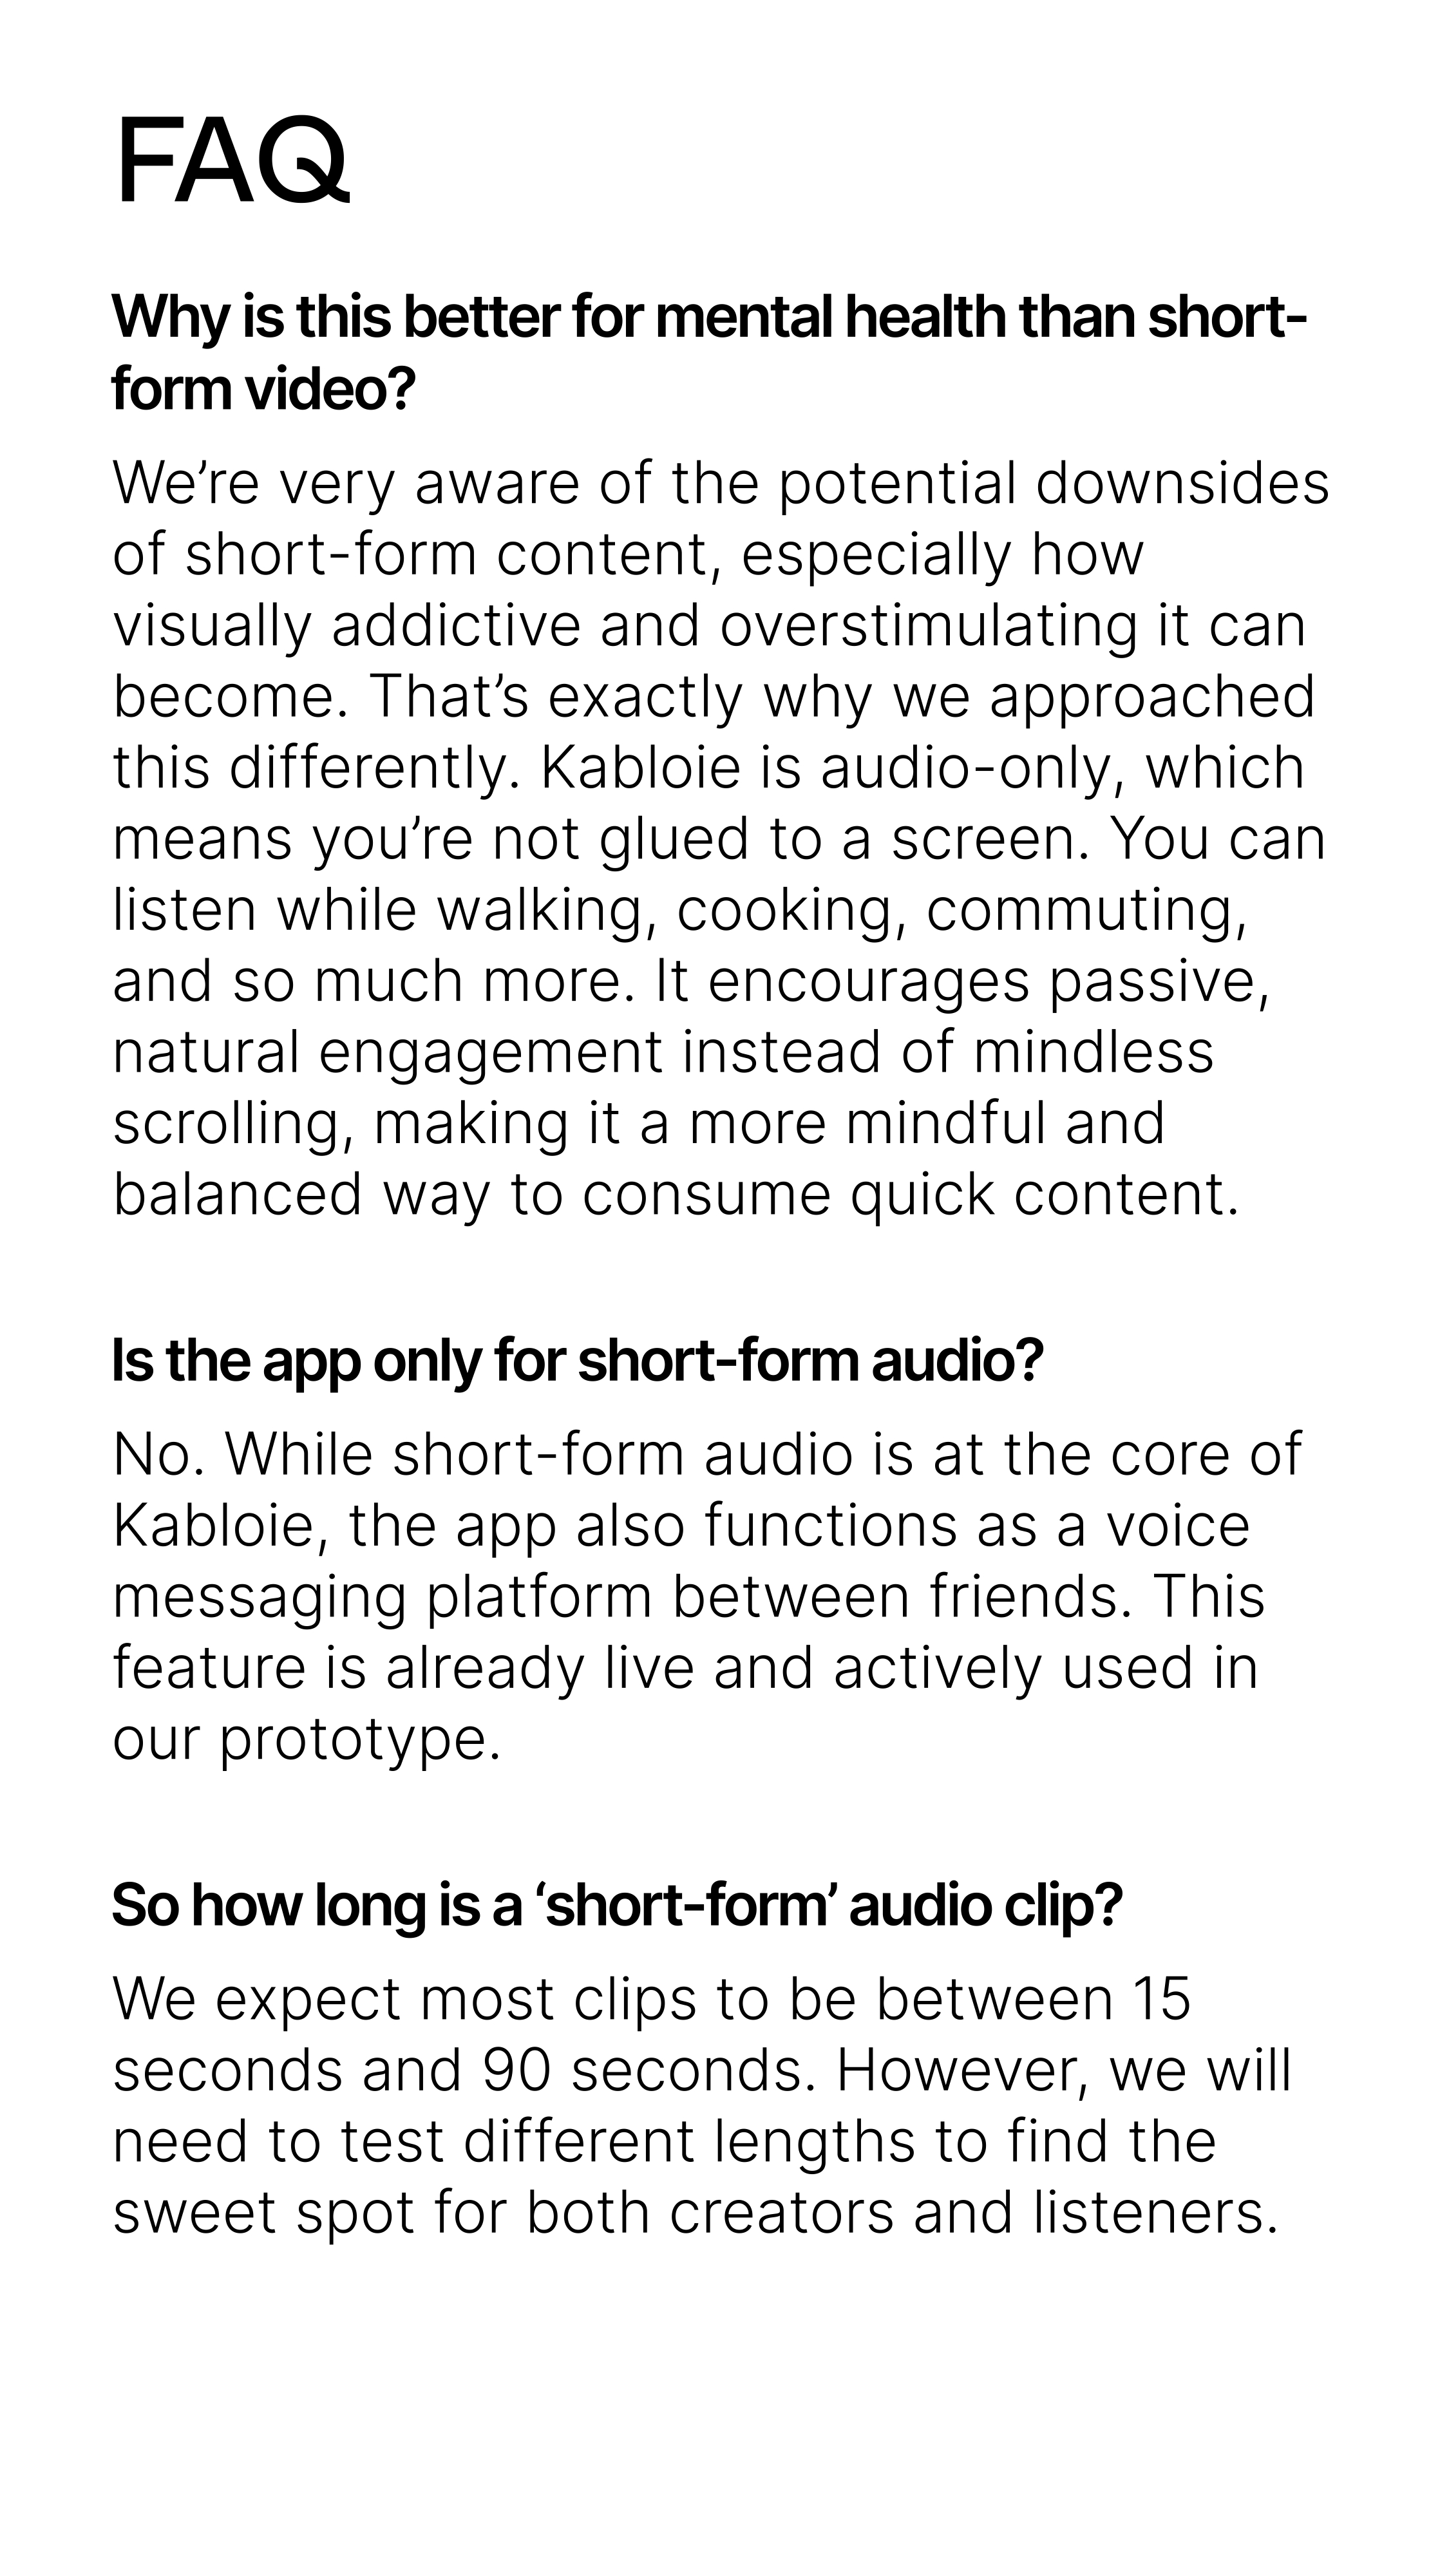 FAQ
Why is this better for mental health than short-
form video?
We’re very aware of the potential downsides
of short-form content, especially how
visually addictive and overstimulating it can
become. That’s exactly why we approached
this differently. Kabloie is audio-only, which
means you’re not glued to a screen. You can
listen while walking, cooking, commuting,
and so much more. It encourages passive,
natural engagement instead of mindless
scrolling, making it a more mindful and
balanced way to consume quick content.
Is the app only for short-form audio?
No. While short-form audio is at the core of
Kabloie, the app also functions as a voice
messaging platform between friends. This
feature is already live and actively used in
our prototype.
So how long is a ‘short-form’ audio clip?
We expect most clips to be between 15
seconds and 90 seconds. However, we will
need to test different lengths to find the
sweet spot for both creators and listeners.